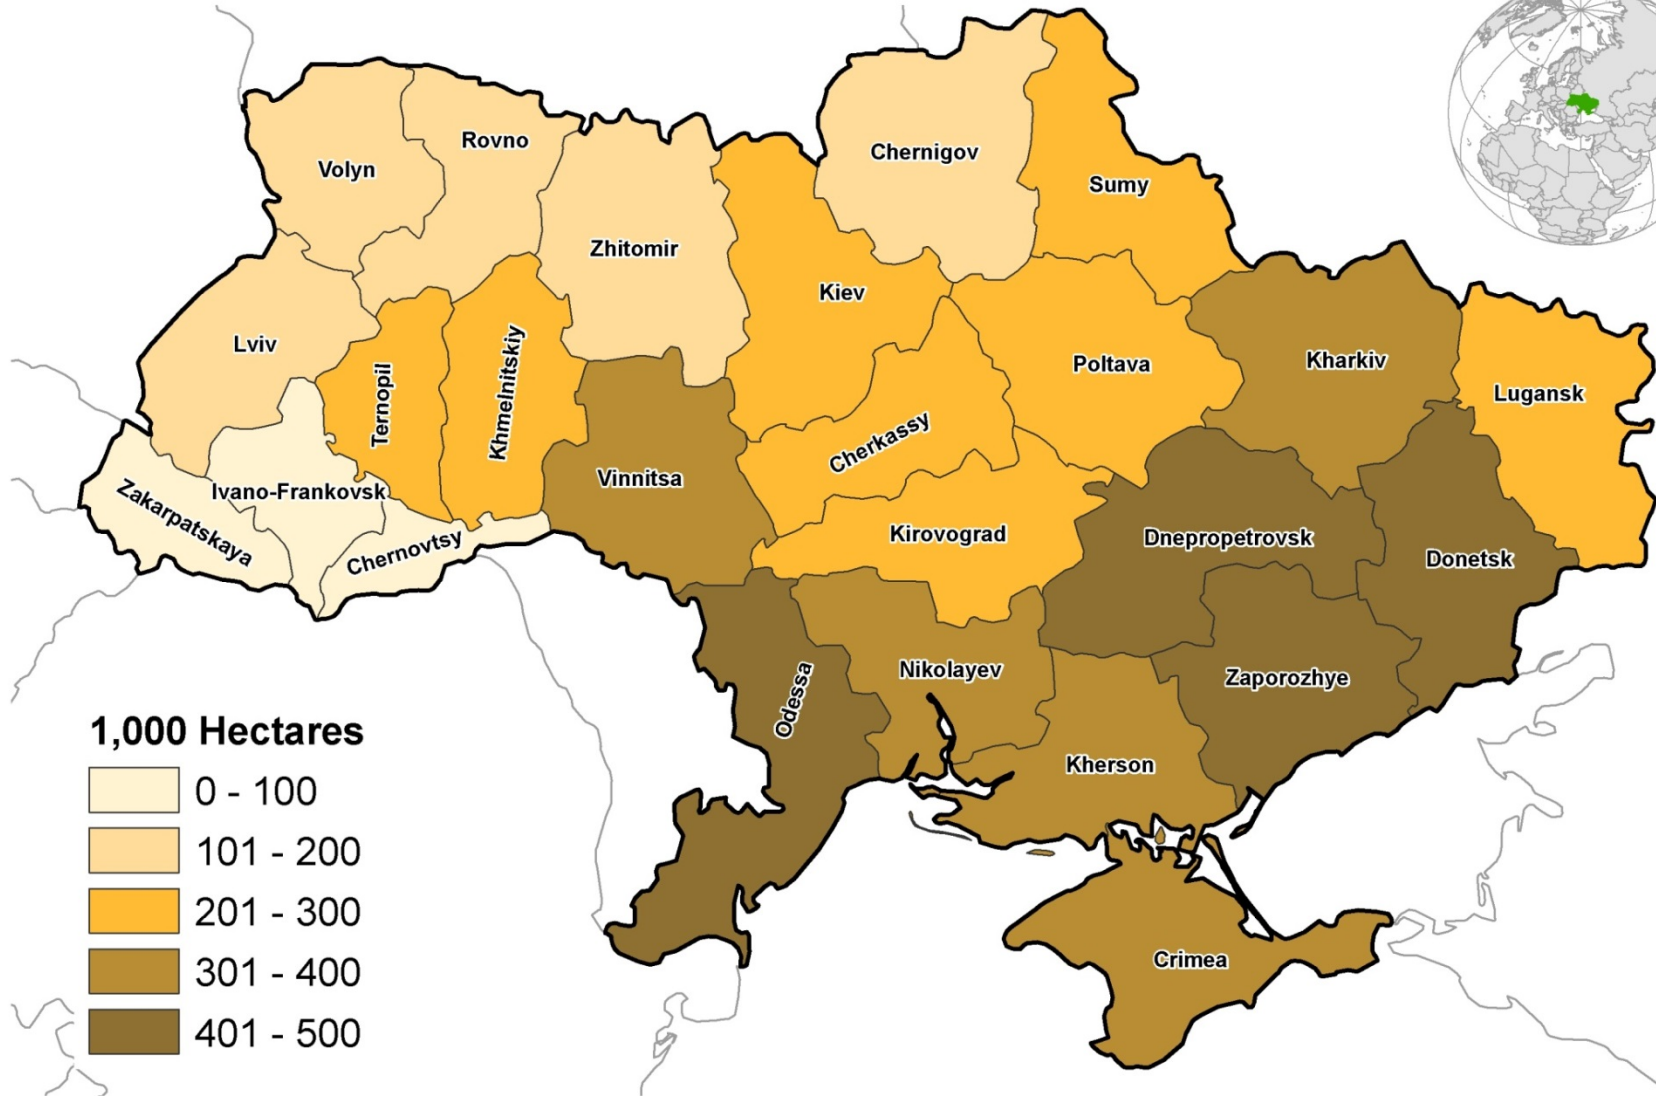 Volyn
Rovno
Chernigov
Sumy
Zhitomir
Kiev
Lviv
Ternopil
Khmelnitskiy
Poltava
Kharkiv
Lugansk
Cherkassy
Vinnitsa
Ivano-Frankovsk
Zakarpatskaya
Chernovtsy
Kirovograd
Dnepropetrovsk
Donetsk
Odessa
Nikolayev
Zaporozhye
Kherson
Crimea
1,000 Hectares
0 - 100
101 - 200
201 - 300
301 - 400
401 - 500